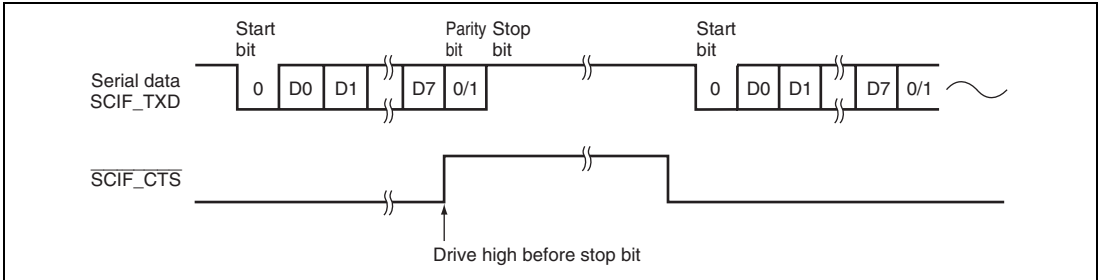 Start
bit
Parity
bit
Stop
bit
Start
bit
Serial data
SCIF_TXD
0 D0 D1 D7 0/1 0 D0 D1 D7 0/1
SCIF_CTS
Drive high before stop bit